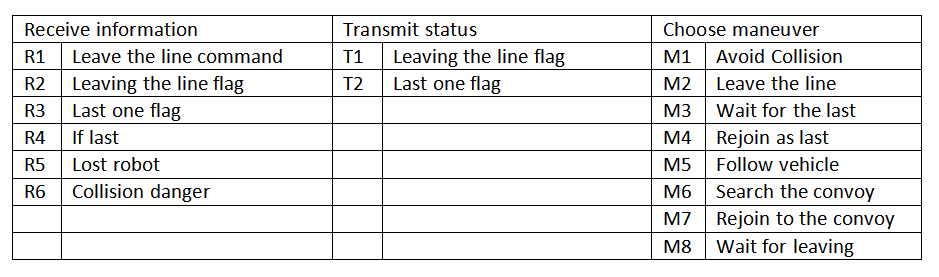 Receive information Transmit status Choose maneuver
R1 Leave the line command T1 Leaving the line flag M1 Avoid Collision
R2 Leaving the line flag T2 Last one flag M2 Leave the line
R3 Last one flag M3 Wait for the last
R4 If last M4 Rejoin as last
R5 Lost robot M5 Follow vehicle
R6 Collision danger M6 Search the convoy
M7 Rejoin to the convoy
M8 Wait for leaving